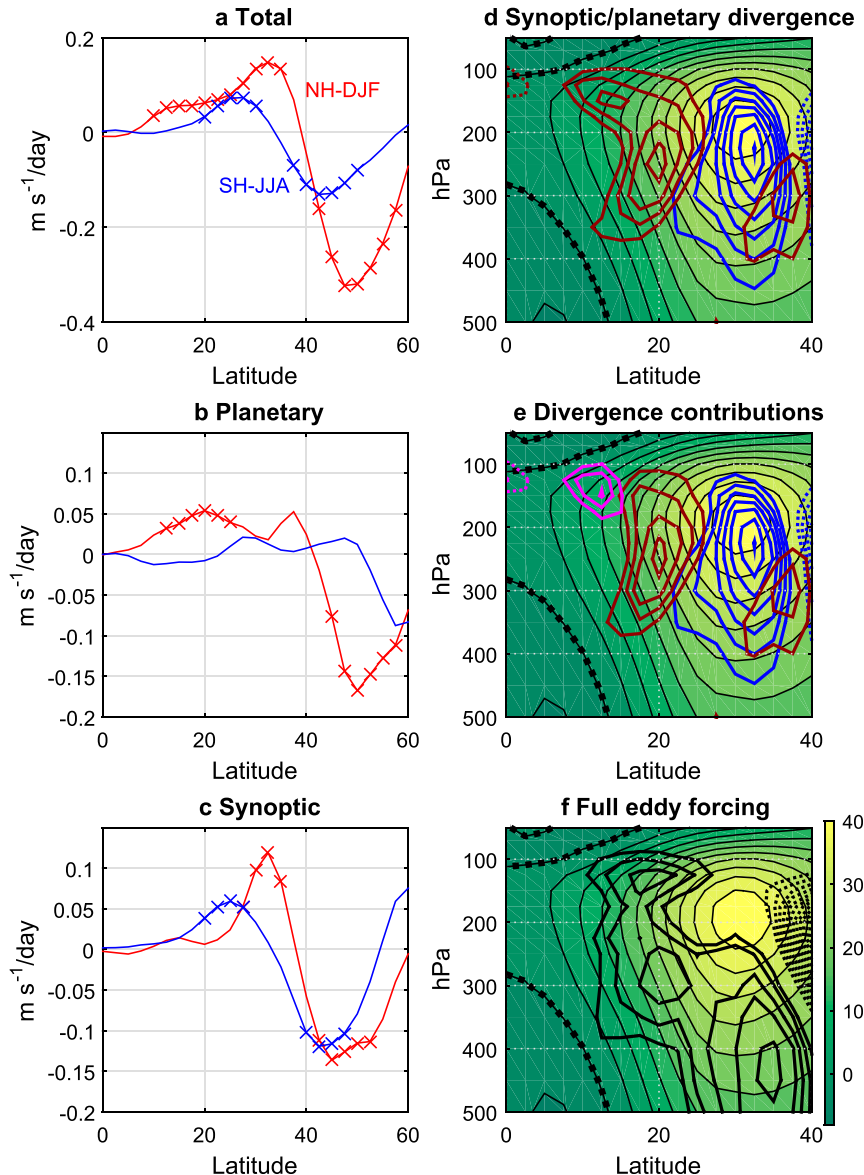 a Total
0.2
0
-0.2
-0.4
m s⁻¹/day
NH-DJF
SH-JJA
0 20 40 60
Latitude
d Synoptic/planetary divergence
100
200
300
400
500
hPa
0 20 40
Latitude
b Planetary
0.1
0.05
0
-0.05
-0.1
-0.15
-0.2
m s⁻¹/day
0 20 40 60
Latitude
e Divergence contributions
100
200
300
400
500
hPa
0 20 40
Latitude
c Synoptic
0.1
0.05
0
-0.05
-0.1
-0.15
-0.2
m s⁻¹/day
0 20 40 60
Latitude
f Full eddy forcing
100
200
300
400
500
hPa
0 20 40
Latitude
40
30
20
10
0